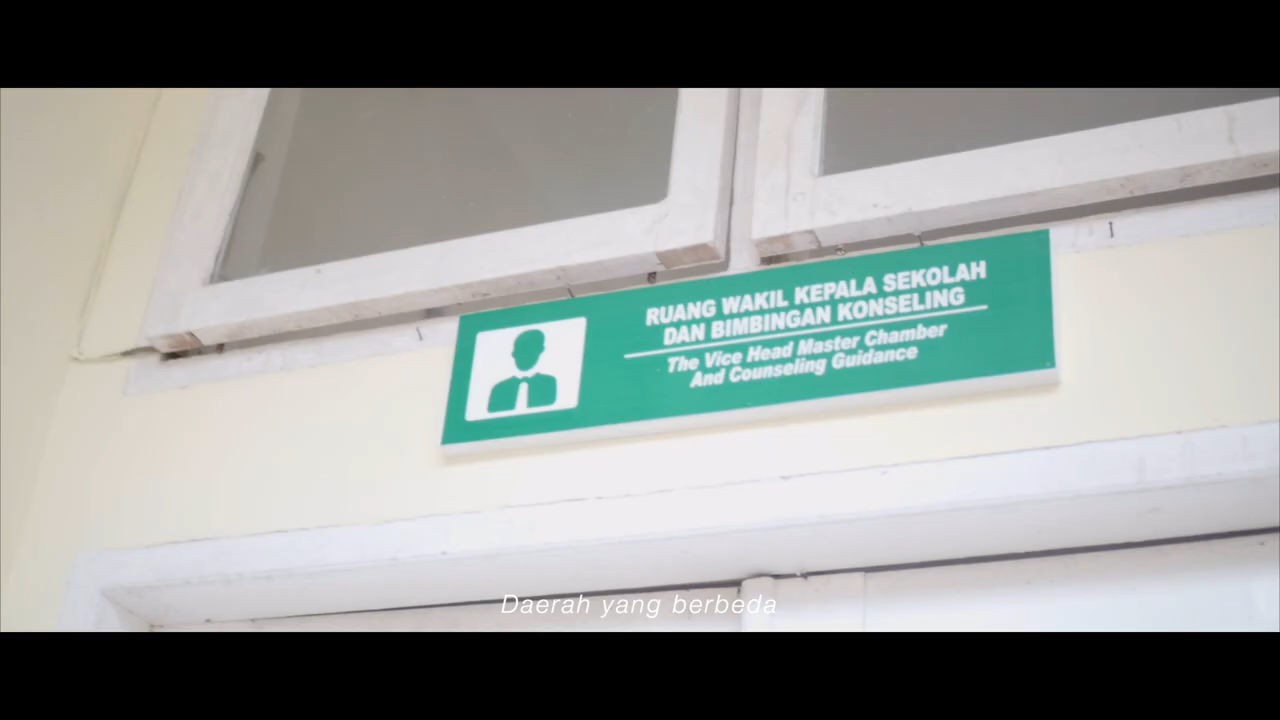 RUANG WAKIL KEPALA SEKOLAH
DAN BIMBINGAN KONSELING
The Vice Head Master Chamber
And Counseling Guidance
Daerah yang berbeda